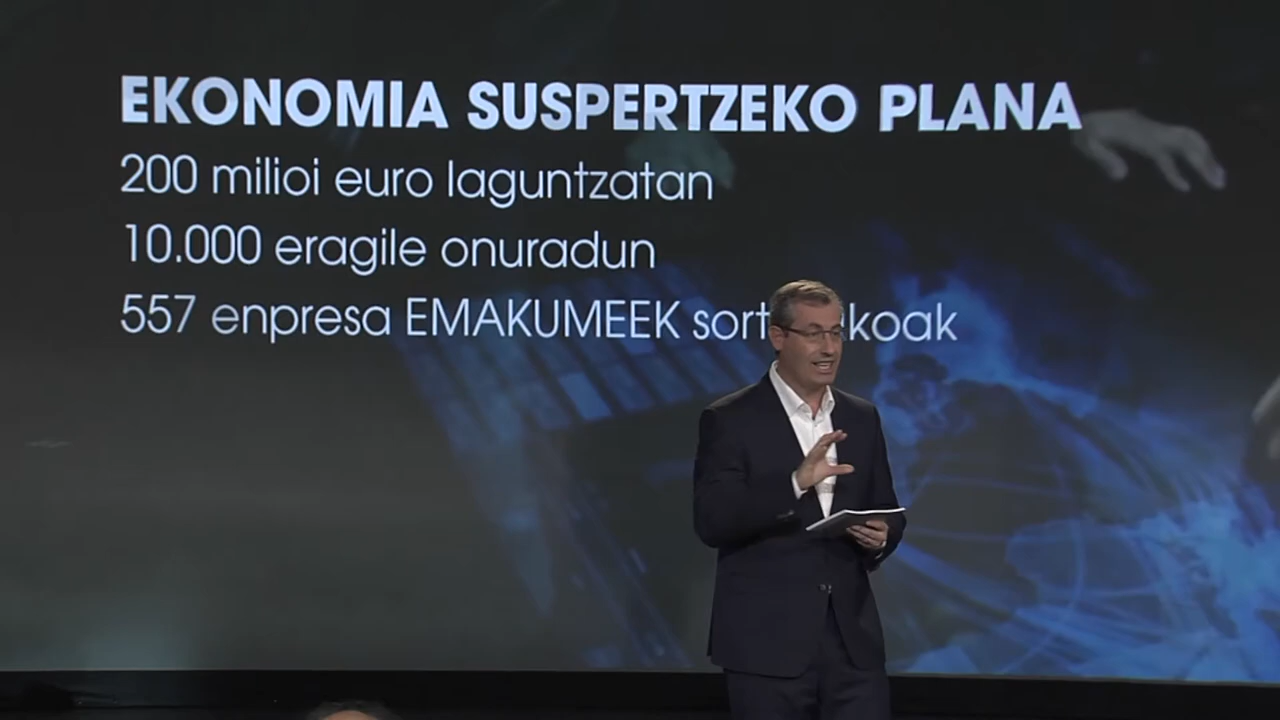 EKONOMIA SUSPERTZEKO PLANA
200 milioi euro laguntzatan
10.000 eragile onuradun
557 enpresa EMAKUMEEK